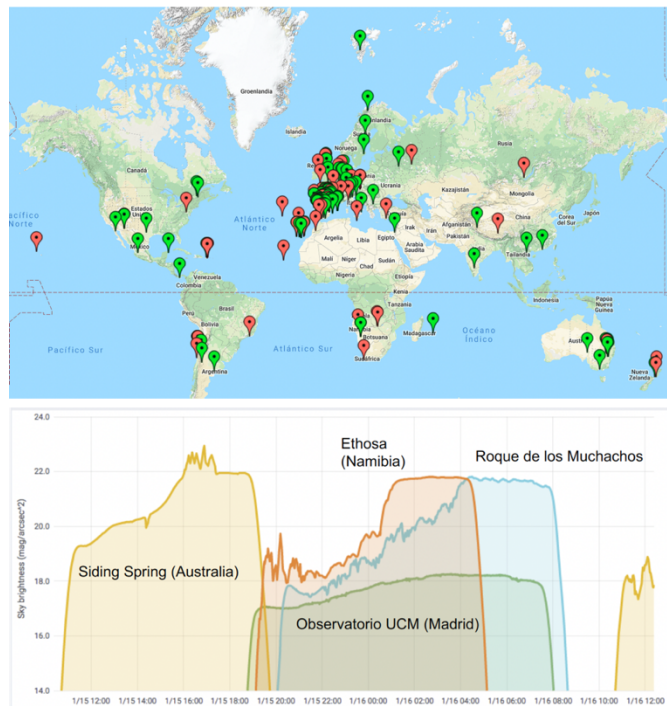 Groenlandia
Islandia
Noruega
Rusia
Canadá
Ucrania
Kazajistán
Mongolia
Estados
Unidos
Atlántico
Norte
Afganistán
China
Corea
del Sur
Japón
Pakistán
Irak
Irán
México
Argelia
Libia
Egipto
Arabia
Saudita
Tailandia
Malí
Níger
Sudán
Chad
Venezuela
Nigeria
Etiopía
Colombia
Kenia
Indonesia
Papúa
Nueva
Guinea
Tanzania
Perú
Brasil
Bolivia
Namibia
Botsuana
Madagascar
Océano
Índico
Pacífico Sur
Atlántico Sur
Sudáfrica
Argentina
Nueva
Zelanda
24.0
22.0
20.0
18.0
16.0
14.0
Sky brightness (mag/arcsec^2)
Ethosa
(Namibia)
Roque de los Muchachos
Siding Spring (Australia)
Observatorio UCM (Madrid)
1/15 12:00 1/15 14:00 1/15 16:00 1/15 18:00 1/15 20:00 1/15 22:00 1/16 00:00 1/16 02:00 1/16 04:00 1/16 06:00 1/16 08:00 1/16 10:00 1/16 12:00